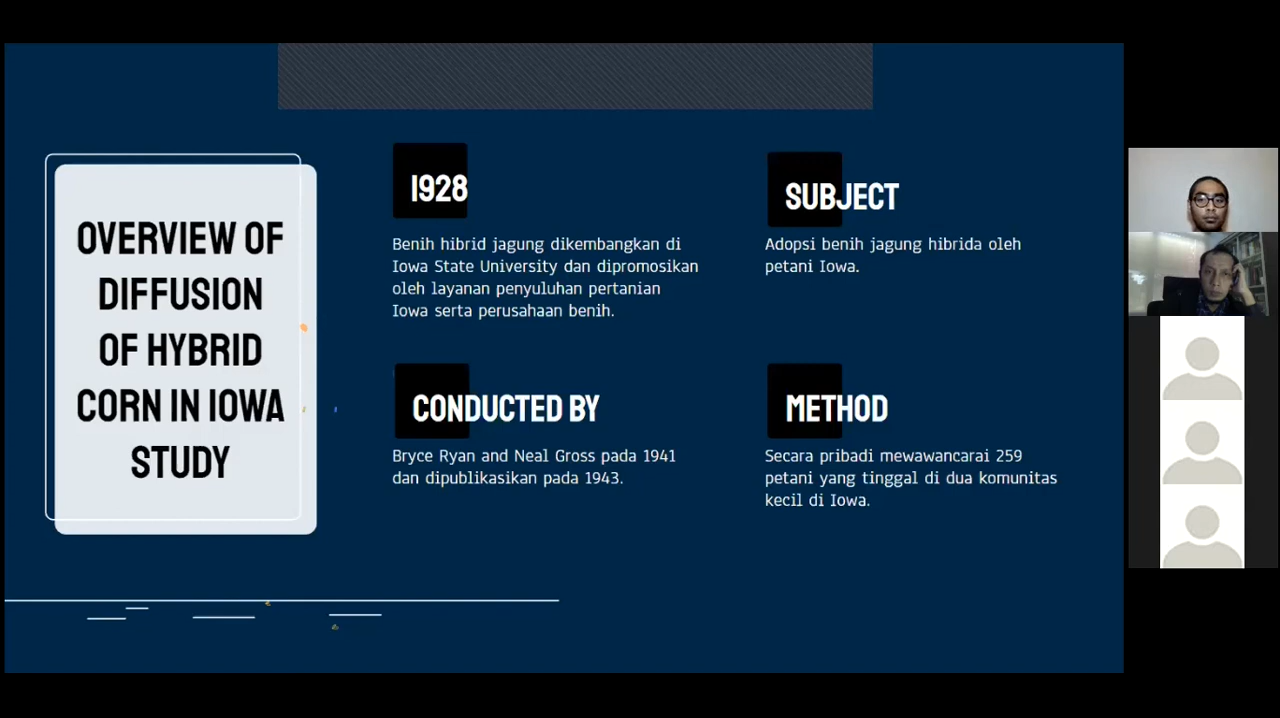 OVERVIEW OF
DIFFUSION
OF HYBRID
CORN IN IOWA
STUDY
1928
Benih hibrid jagung dikembangkan di
Iowa State University dan dipromosikan
oleh layanan penyuluhan pertanian
Iowa serta perusahaan benih.
SUBJECT
Adopsi benih jagung hibrida oleh
petani Iowa.
CONDUCTED BY
Bryce Ryan and Neal Gross pada 1941
dan dipublikasikan pada 1943.
METHOD
Secara pribadi mewawancarai 259
petani yang tinggal di dua komunitas
kecil di Iowa.